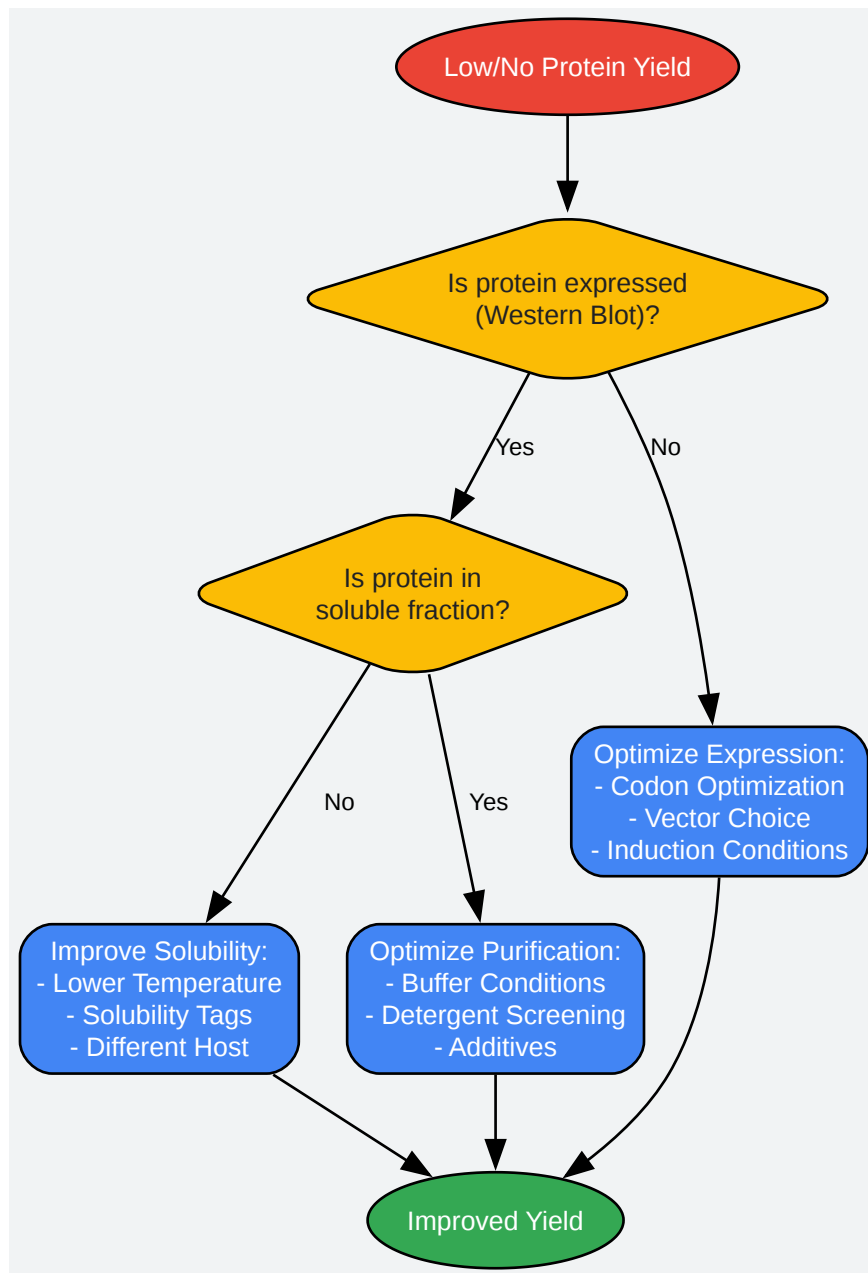 Low/No Protein Yield
Is protein expressed
(Western Blot)?
Yes
No
Is protein in
soluble fraction?
No
Yes
Optimize Expression:
- Codon Optimization
- Vector Choice
- Induction Conditions
Improve Solubility:
- Lower Temperature
- Solubility Tags
- Different Host
Optimize Purification:
- Buffer Conditions
- Detergent Screening
- Additives
Improved Yield